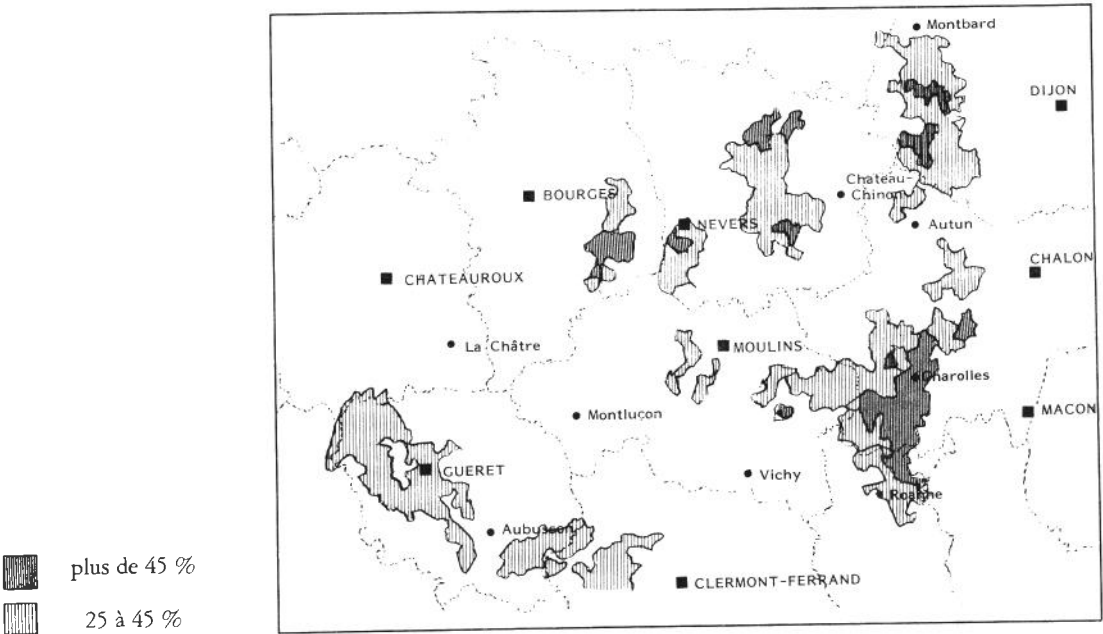 Montbard
DIJON
Chateau-
Chinon
BOURGES
NEVERS
Autun
CHALON
CHATEAUROUX
La Châtre
MOULINS
Charolles
Montluçon
MACON
GUERET
Vichy
Roanne
Aubusson
plus de 45 %
CLERMONT-FERRAND
25 à 45 %